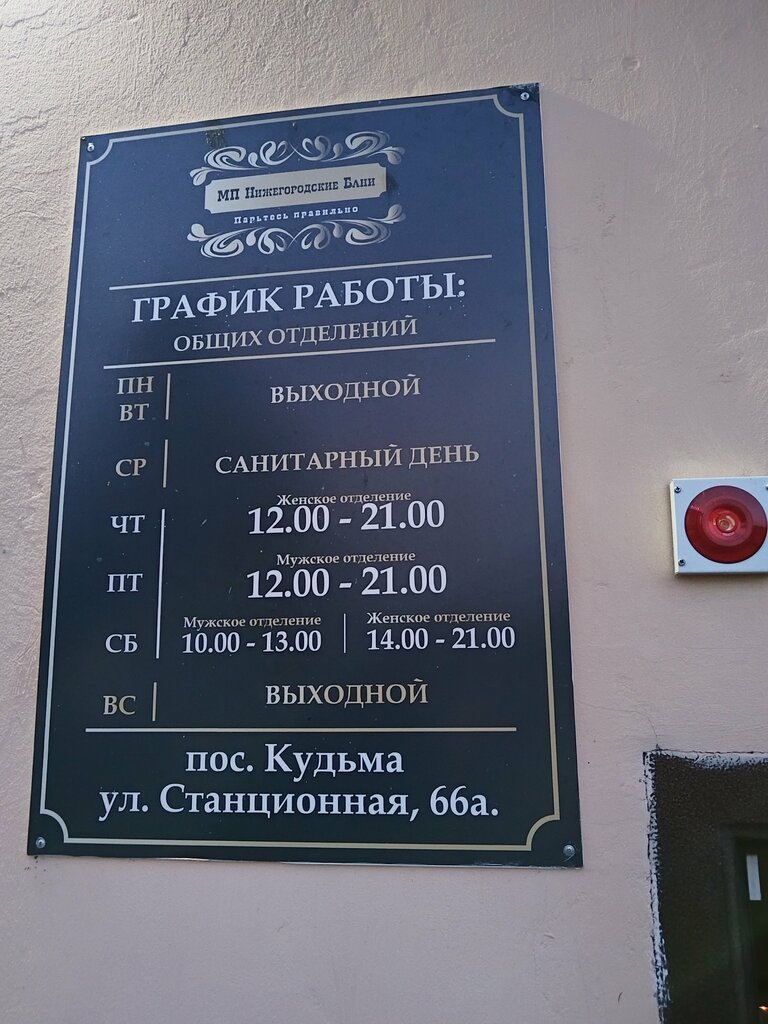 МП Нижегородские Бани
Парьтесь правильно
ГРАФИК РАБОТЫ:
ОБЩИХ ОТДЕЛЕНИЙ
ПН
ВТ
ВЫХОДНОЙ
СР САНИТАРНЫЙ ДЕНЬ
Женское отделение
ЧТ 12.00 - 21.00
Мужское отделение
ПТ 12.00 - 21.00
Мужское отделение Женское отделение
СБ 10.00 - 13.00 14.00 - 21.00
ВС ВЫХОДНОЙ
пос. Кудьма
ул. Станционная, 66а.